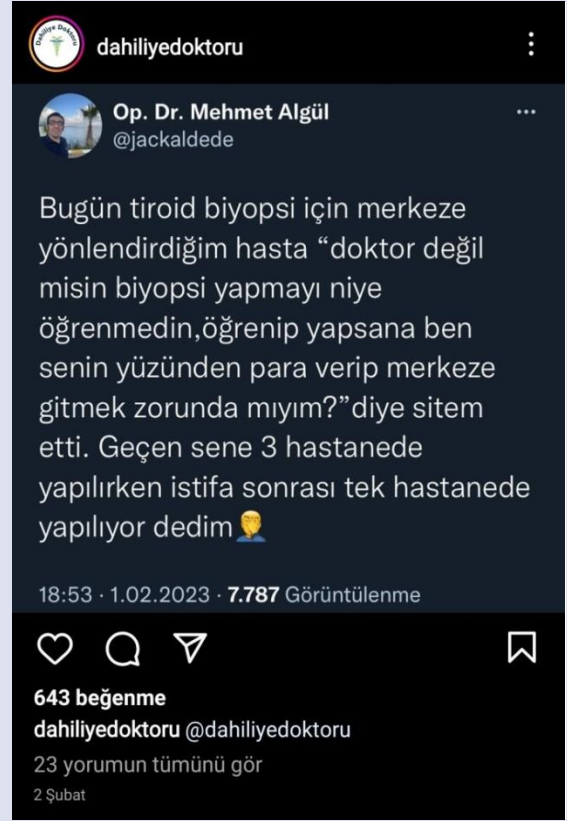 Dahiliye Doktoru
dahiliyedoktoru
Op. Dr. Mehmet Algül
@jackaldede
Bugün tiroid biyopsi için merkeze
yönlendirdiğim hasta “doktor değil
misin biyopsi yapmayı niye
öğrenmedin,öğrenip yapsana ben
senin yüzünden para verip merkeze
gitmek zorunda mıyım?”diye sitem
etti. Geçen sene 3 hastanede
yapılırken istifa sonrası tek hastanede
yapılıyor dedim🤦
18:53 · 1.02.2023 · 7.787 Görüntülenme
643 beğenme
dahiliyedoktoru @dahiliyedoktoru
23 yorumun tümünü gör
2 Şubat